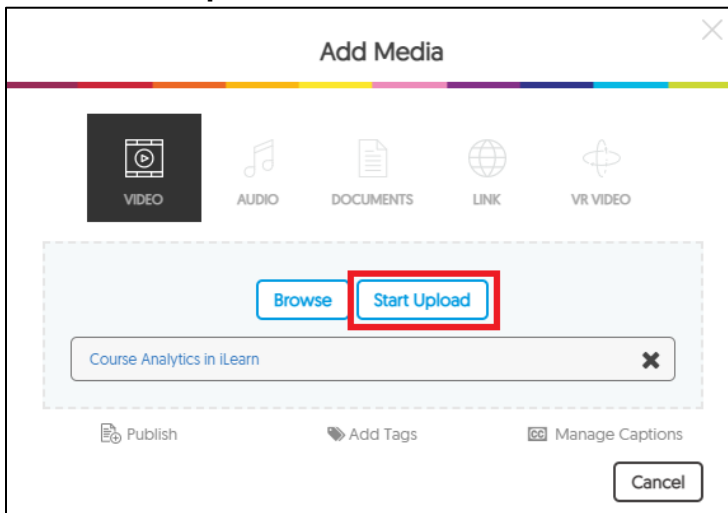 Add Media
VIDEO AUDIO DOCUMENTS LINK VR VIDEO
Browse Start Upload
Course Analytics in iLearn
Publish Add Tags CC Manage Captions
Cancel